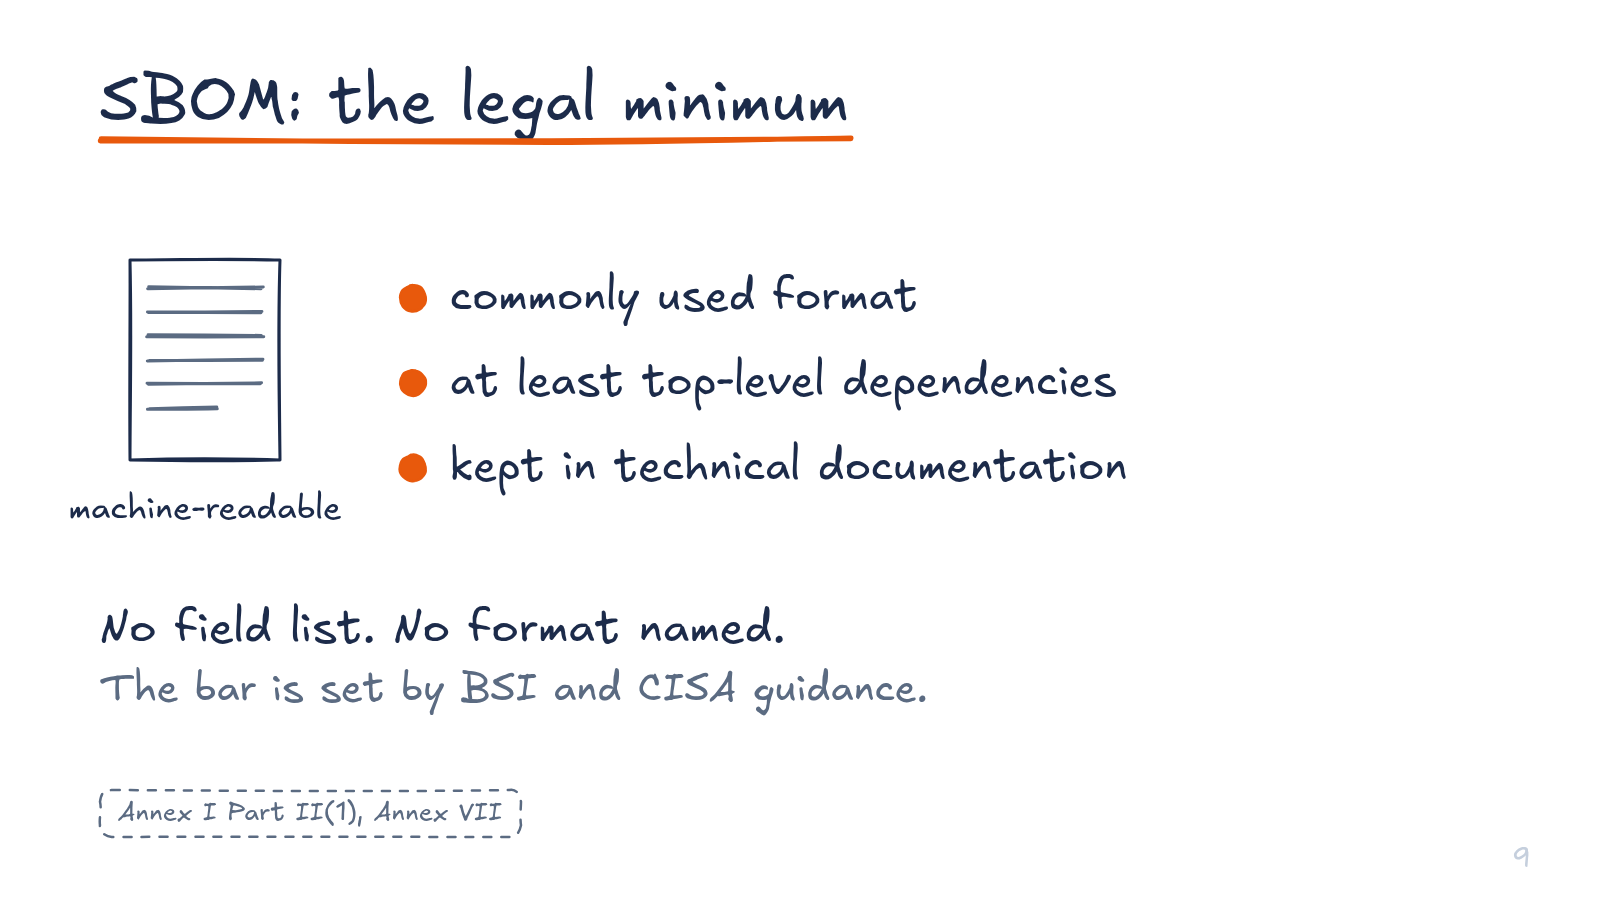 SBOM: the legal minimum
commonly used format
at least top-level dependencies
kept in technical documentation
machine-readable
No field list. No format named.
The bar is set by BSI and CISA guidance.
Annex I Part II(1), Annex VII
9